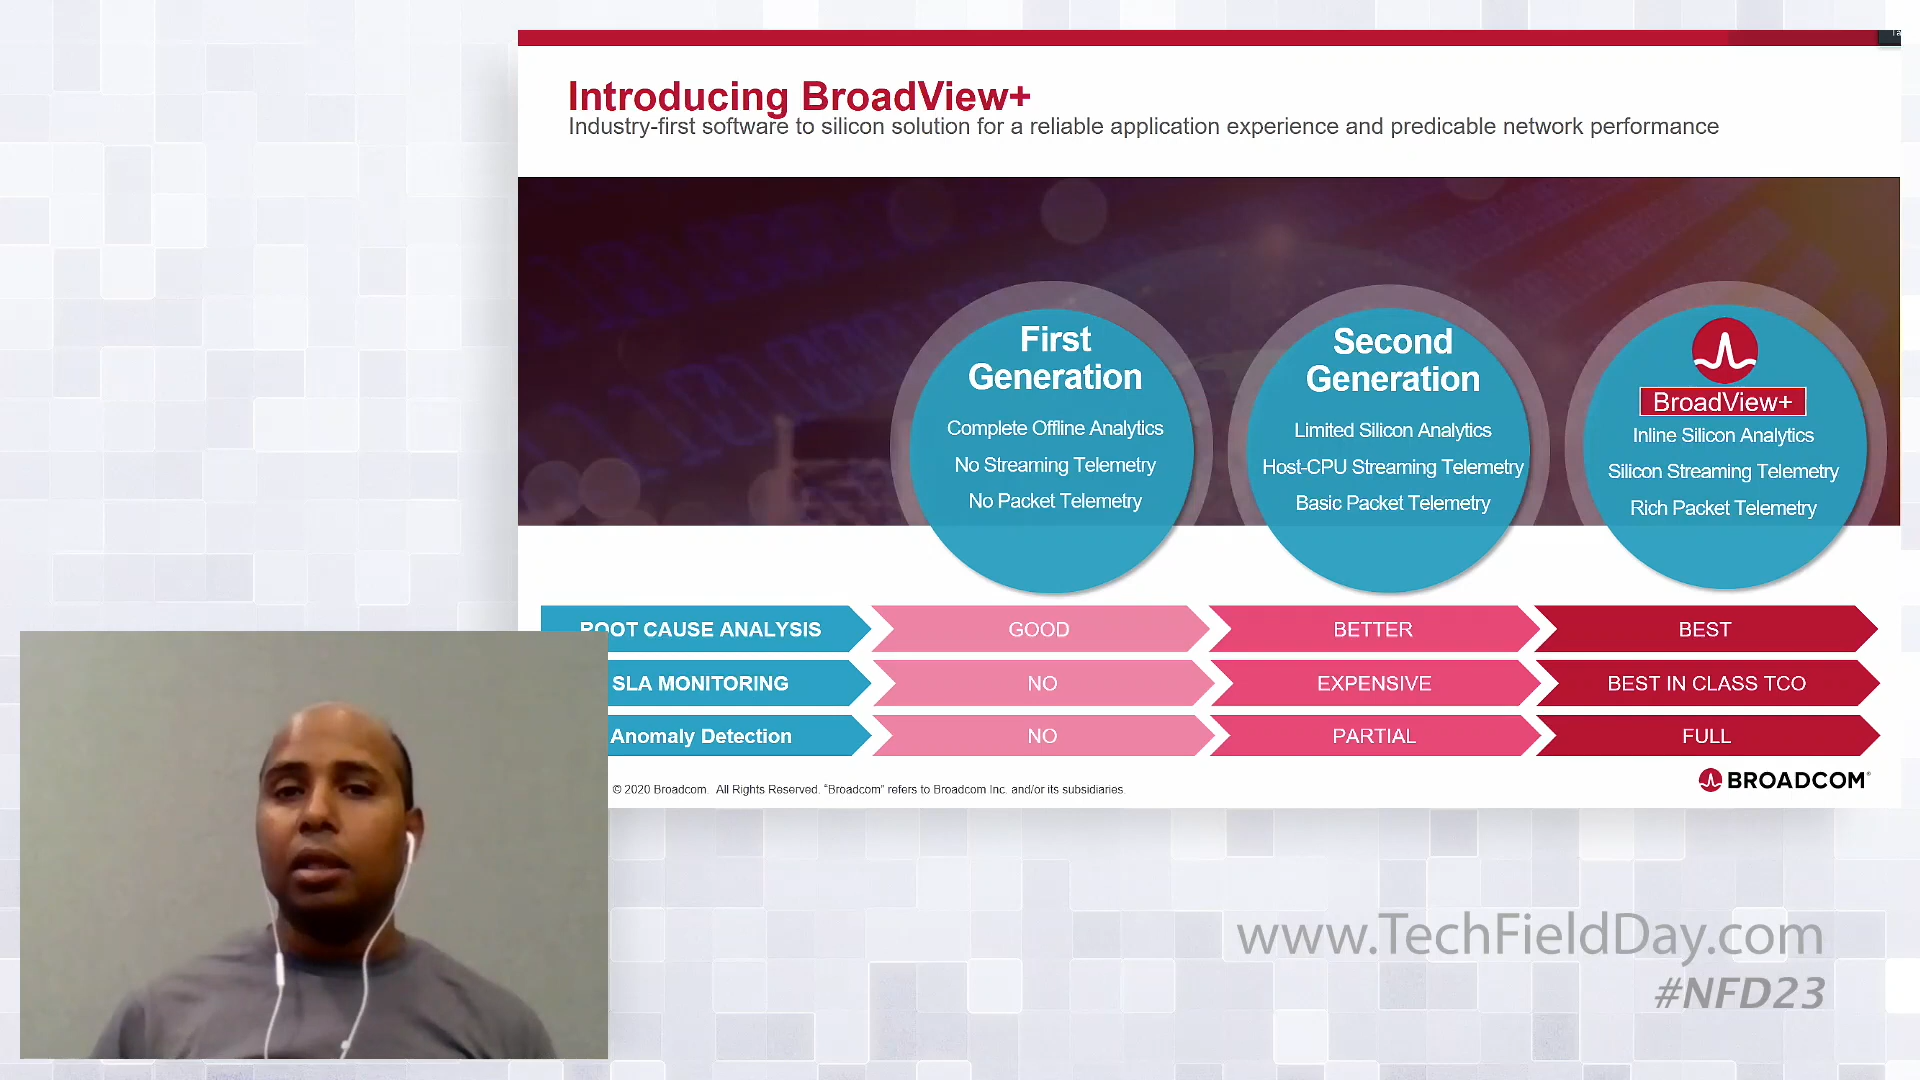 Introducing BroadView+
Industry-first software to silicon solution for a reliable application experience and predicable network performance
First
Generation
Complete Offline Analytics
No Streaming Telemetry
No Packet Telemetry
Second
Generation
Limited Silicon Analytics
Host-CPU Streaming Telemetry
Basic Packet Telemetry
BroadView+
Inline Silicon Analytics
Silicon Streaming Telemetry
Rich Packet Telemetry
ROOT CAUSE ANALYSIS GOOD BETTER BEST
SLA MONITORING NO EXPENSIVE BEST IN CLASS TCO
Anomaly Detection NO PARTIAL FULL
© 2020 Broadcom. All Rights Reserved. “Broadcom” refers to Broadcom Inc. and/or its subsidiaries.
BROADCOM®
www.TechFieldDay.com
#NFD23